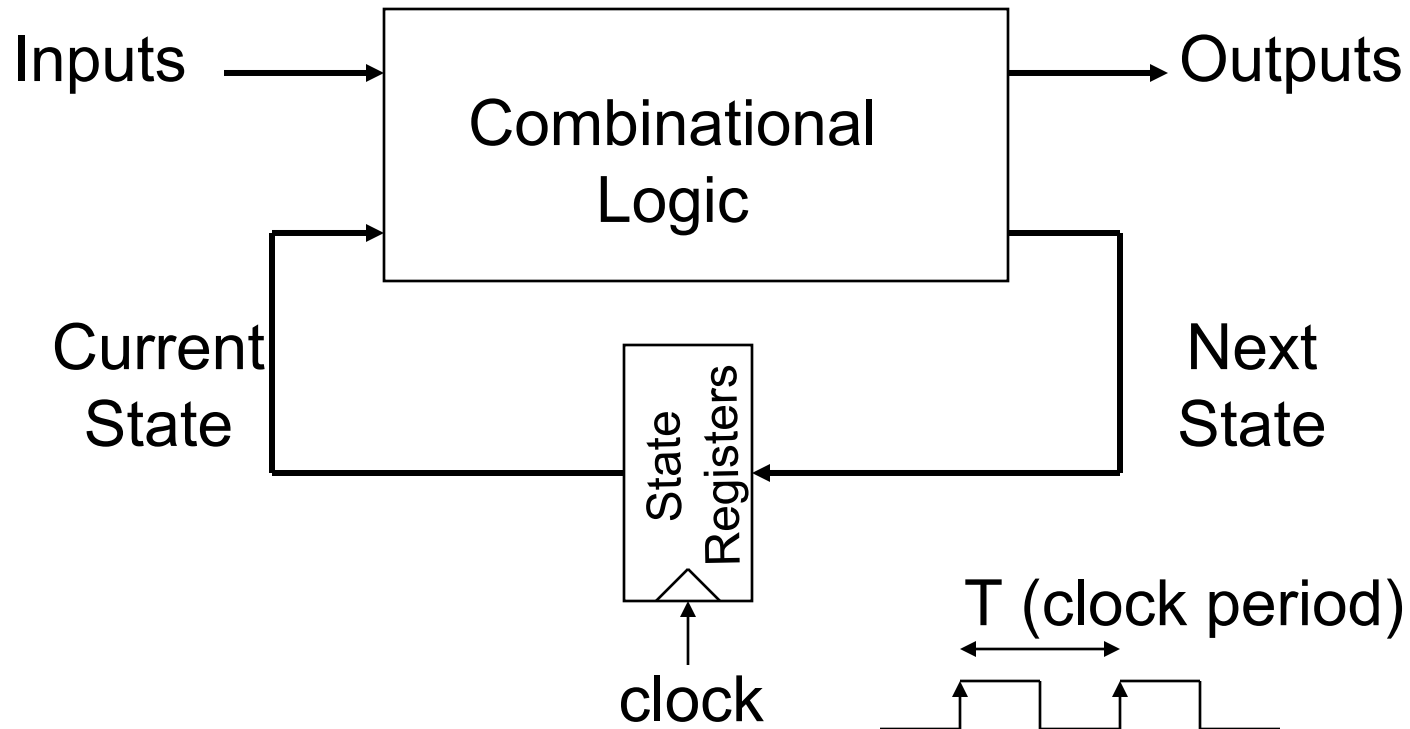 Inputs
Outputs
Combinational
Logic
Current
State
Next
State
State
Registers
T (clock period)
clock